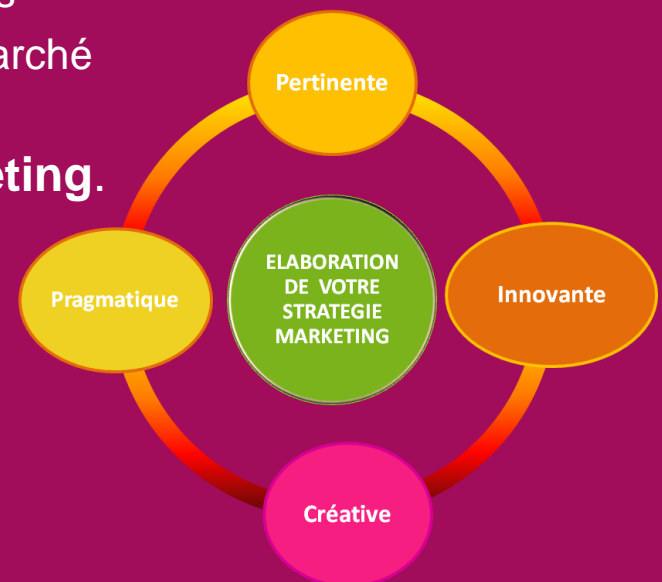 s
arché
eting.
Pertinente
Pragmatique
ELABORATION
DE VOTRE
STRATEGIE
MARKETING
Innovante
Créative